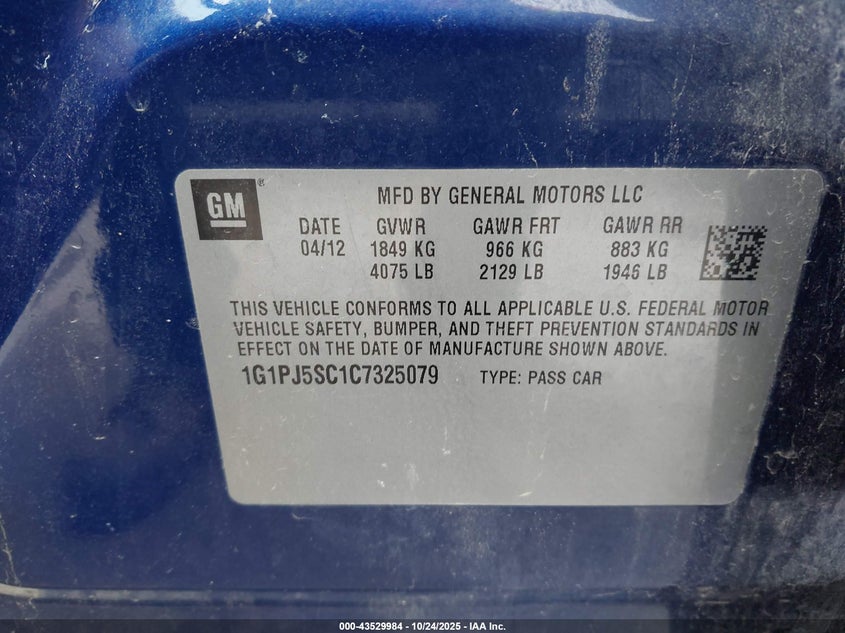 GM ®
MFD BY GENERAL MOTORS LLC
DATE GVWR GAWR FRT GAWR RR
04/12 1849 KG 966 KG 883 KG
4075 LB 2129 LB 1946 LB
THIS VEHICLE CONFORMS TO ALL APPLICABLE U.S. FEDERAL MOTOR
VEHICLE SAFETY, BUMPER, AND THEFT PREVENTION STANDARDS IN
EFFECT ON THE DATE OF MANUFACTURE SHOWN ABOVE.
1G1PJ5SC1C7325079 TYPE: PASS CAR
000-43529984 - 10/24/2025 - IAA Inc.